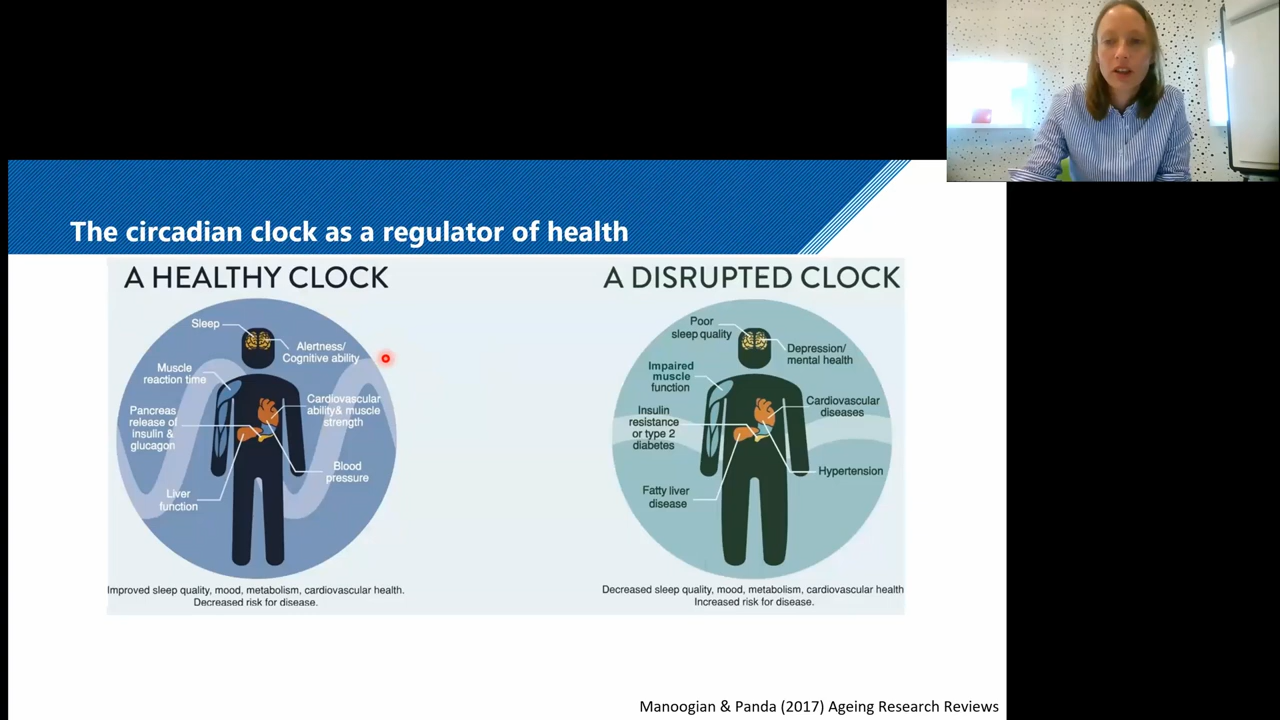 The circadian clock as a regulator of health
A HEALTHY CLOCK
Sleep
Alertness/
Cognitive ability
Muscle
reaction time
Cardiovascular
ability& muscle
strength
Pancreas
release of
insulin &
glucagon
Blood
pressure
Liver
function
Improved sleep quality, mood, metabolism, cardiovascular health.
Decreased risk for disease.
A DISRUPTED CLOCK
Poor
sleep quality
Depression/
mental health
Impaired
muscle
function
Cardiovascular
diseases
Insulin
resistance
or type 2
diabetes
Hypertension
Fatty liver
disease
Decreased sleep quality, mood, metabolism, cardiovascular health
Increased risk for disease.
Manoogian & Panda (2017) Ageing Research Reviews